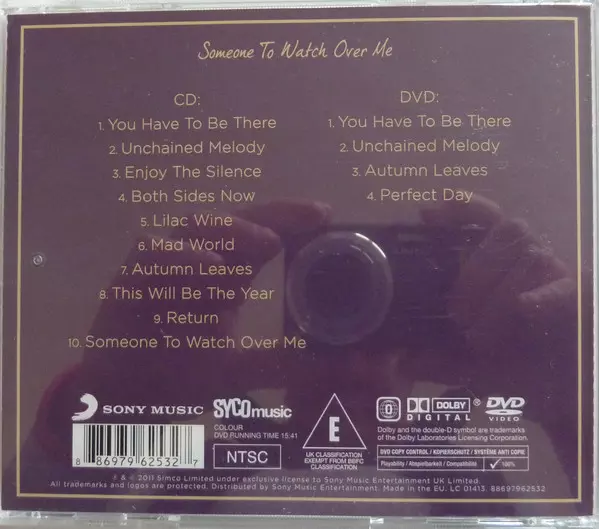 Someone To Watch Over Me
CD:
1. You Have To Be There
2. Unchained Melody
3. Enjoy The Silence
4. Both Sides Now
5. Lilac Wine
6. Mad World
7. Autumn Leaves
8. This Will Be The Year
9. Return
10. Someone To Watch Over Me
DVD:
1. You Have To Be There
2. Unchained Melody
3. Autumn Leaves
4. Perfect Day
SONY MUSIC
8 86979 62532 7
SYCOmusic
COLOUR
DVD RUNNING TIME 15:41
NTSC
E
UK CLASSIFICATION
EXEMPT FROM BBFC
CLASSIFICATION
0
DOLBY
DIGITAL
®
DVD
VIDEO
Dolby and the double-D symbol are trademarks
of the Dolby Laboratories Licensing Corporation.
DVD COPY CONTROL / KOPIERSCHUTZ / SYSTÈME ANTI COPIE
Playability / Abspielbarkeit / Compatibilité ✓ 100%
℗ & © 2011 Simco Limited under exclusive license to Sony Music Entertainment UK Limited.
All trademarks and logos are protected. Distributed by Sony Music Entertainment. Made in the EU. LC 01413. 88697962532